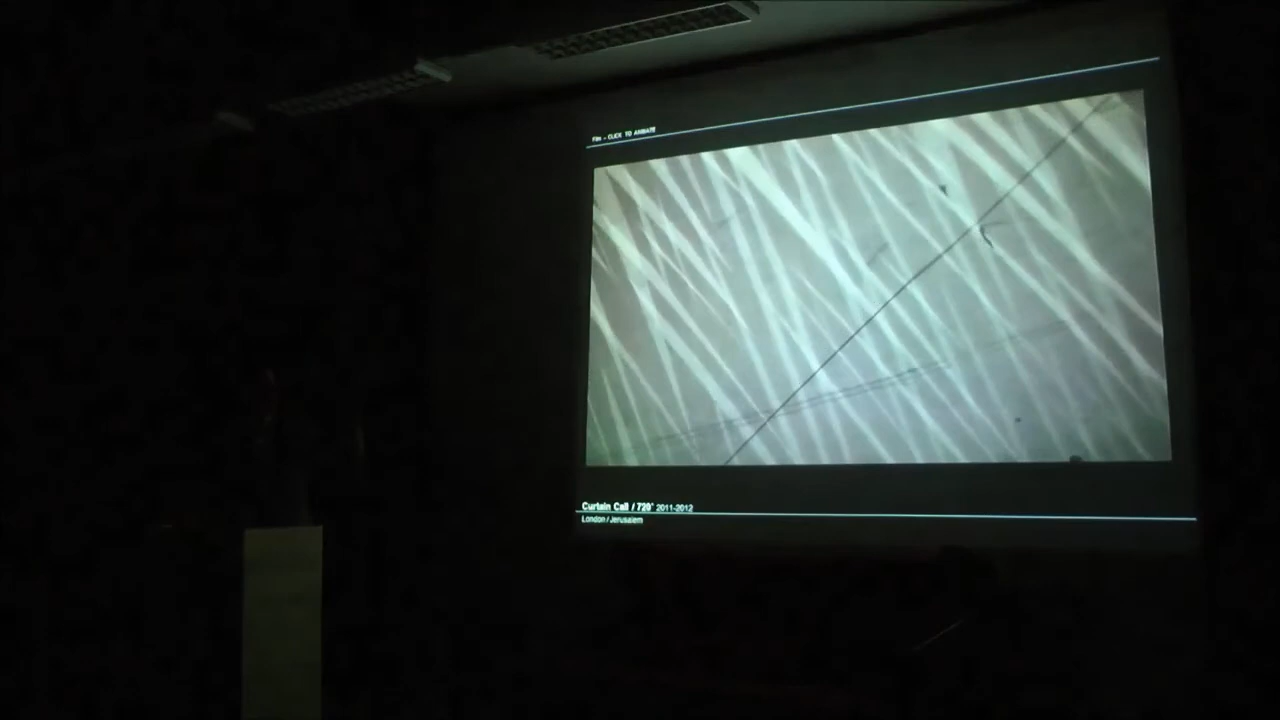 Film - CLICK TO ANIMATE
Curtain Call / 720° 2011-2012
London / Jerusalem